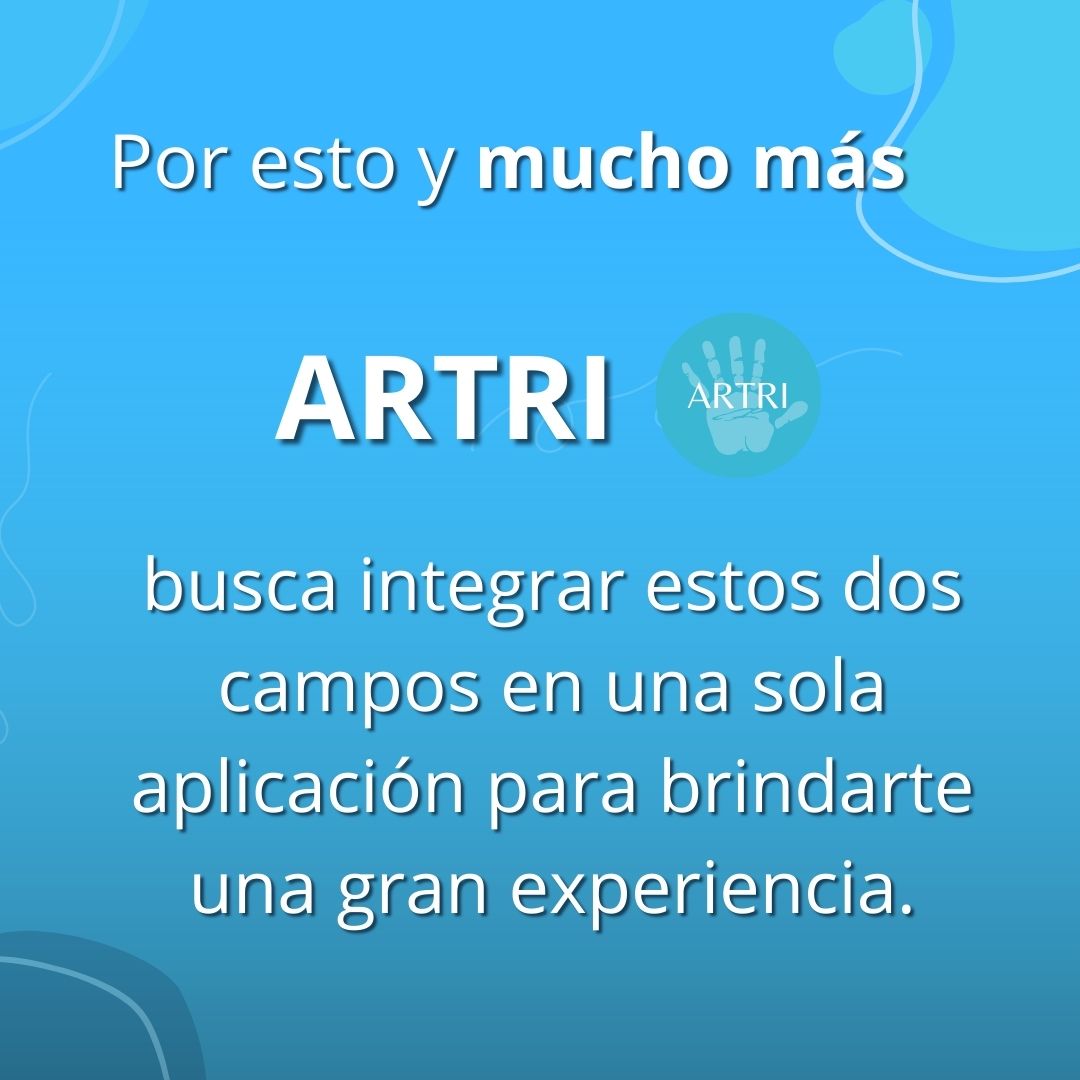 Por esto y mucho más
ARTRI
ARTRI
busca integrar estos dos
campos en una sola
aplicación para brindarte
una gran experiencia.